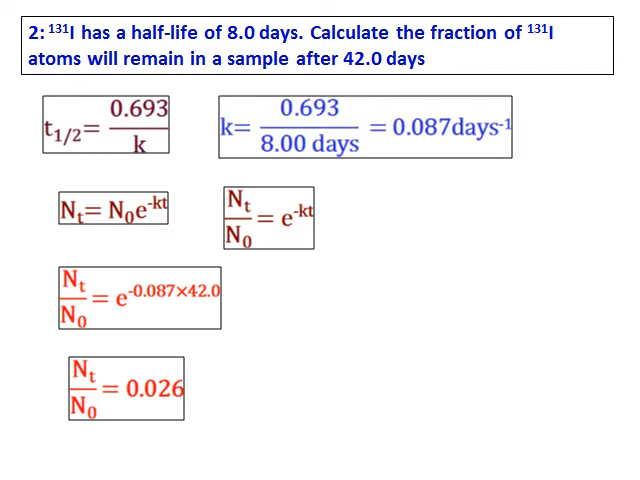 2: ¹³¹I has a half-life of 8.0 days. Calculate the fraction of ¹³¹I
atoms will remain in a sample after 42.0 days
t₁/₂= 0.693/k
k= 0.693/8.00 days = 0.087days⁻¹
Nₜ= N₀e⁻ᵏᵗ
Nₜ/N₀ = e⁻ᵏᵗ
Nₜ/N₀ = e^-0.087×42.0
Nₜ/N₀ = 0.026